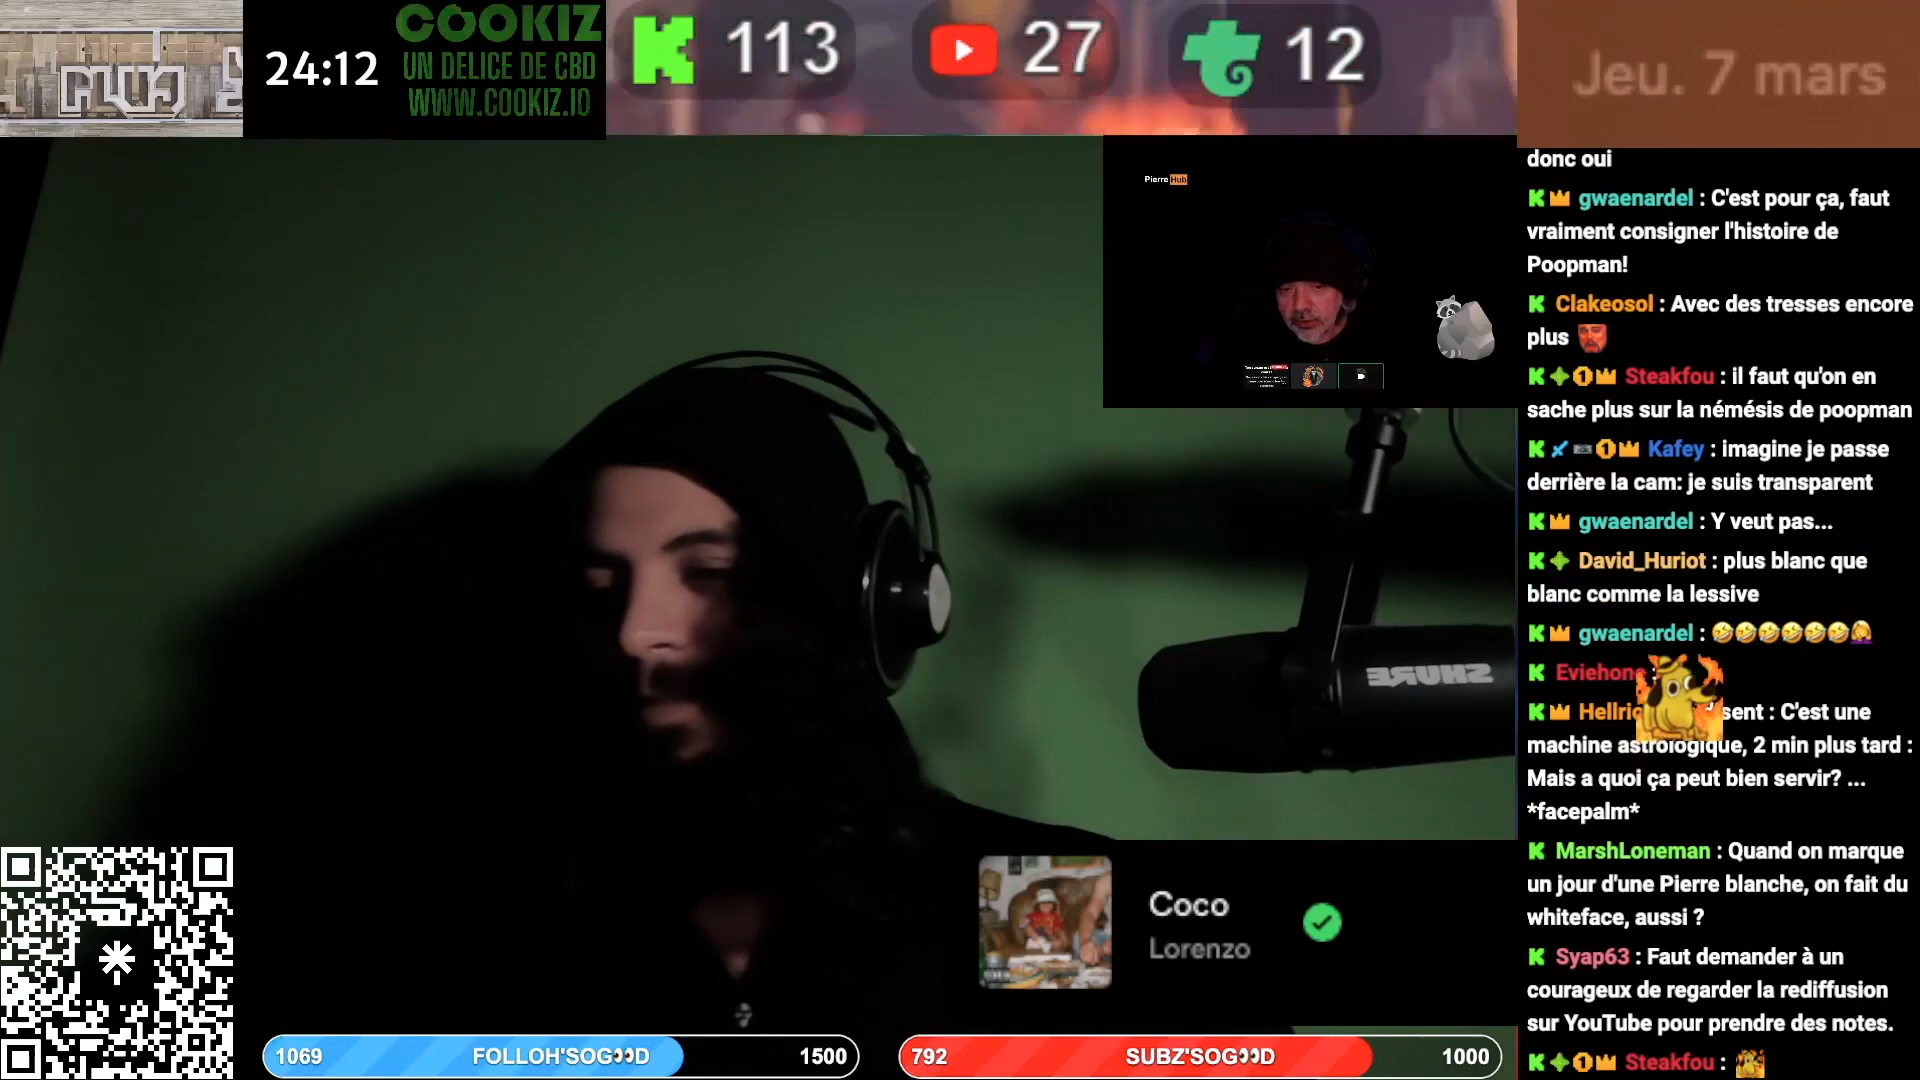 24:12
COOKIZ
UN DELICE DE CBD
WWW.COOKIZ.IO
113
27
12
Jeu. 7 mars
PierreHub
donc oui
gwaenardel : C'est pour ça, faut
vraiment consigner l'histoire de
Poopman!
Clakeosol : Avec des tresses encore
plus
Steakfou : il faut qu'on en
sache plus sur la némésis de poopman
Kafey : imagine je passe
derrière la cam: je suis transparent
gwaenardel : Y veut pas...
David_Huriot : plus blanc que
blanc comme la lessive
gwaenardel : 🤣🤣🤣🤣🤣🤣🤦‍♀️
Eviehone :
sent : C'est une
machine astrologique, 2 min plus tard :
Mais a quoi ça peut bien servir? ...
*facepalm*
MarshLoneman : Quand on marque
un jour d'une Pierre blanche, on fait du
whiteface, aussi ?
Syap63 : Faut demander à un
courageux de regarder la rediffusion
sur YouTube pour prendre des notes.
Steakfou :
SHURE
Coco
Lorenzo
1069 FOLLOH'SOG👀D 1500
792 SUBZ'SOG👀D 1000